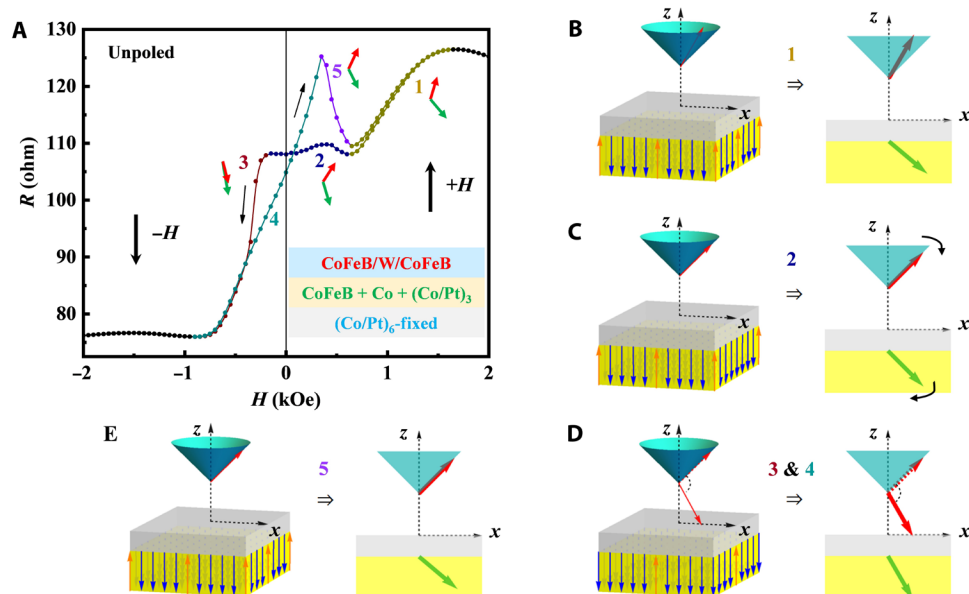 A
Unpoled
130
120
110
100
90
80
R (ohm)
−2
−1
0
1
2
H (kOe)
5
1
2
3
4
−H
+H
CoFeB/W/CoFeB
CoFeB + Co + (Co/Pt)3
(Co/Pt)6-fixed
B
z
x
1
⇒
z
x
C
z
x
2
⇒
z
x
E
z
x
5
⇒
z
x
D
z
x
3 & 4
⇒
z
x